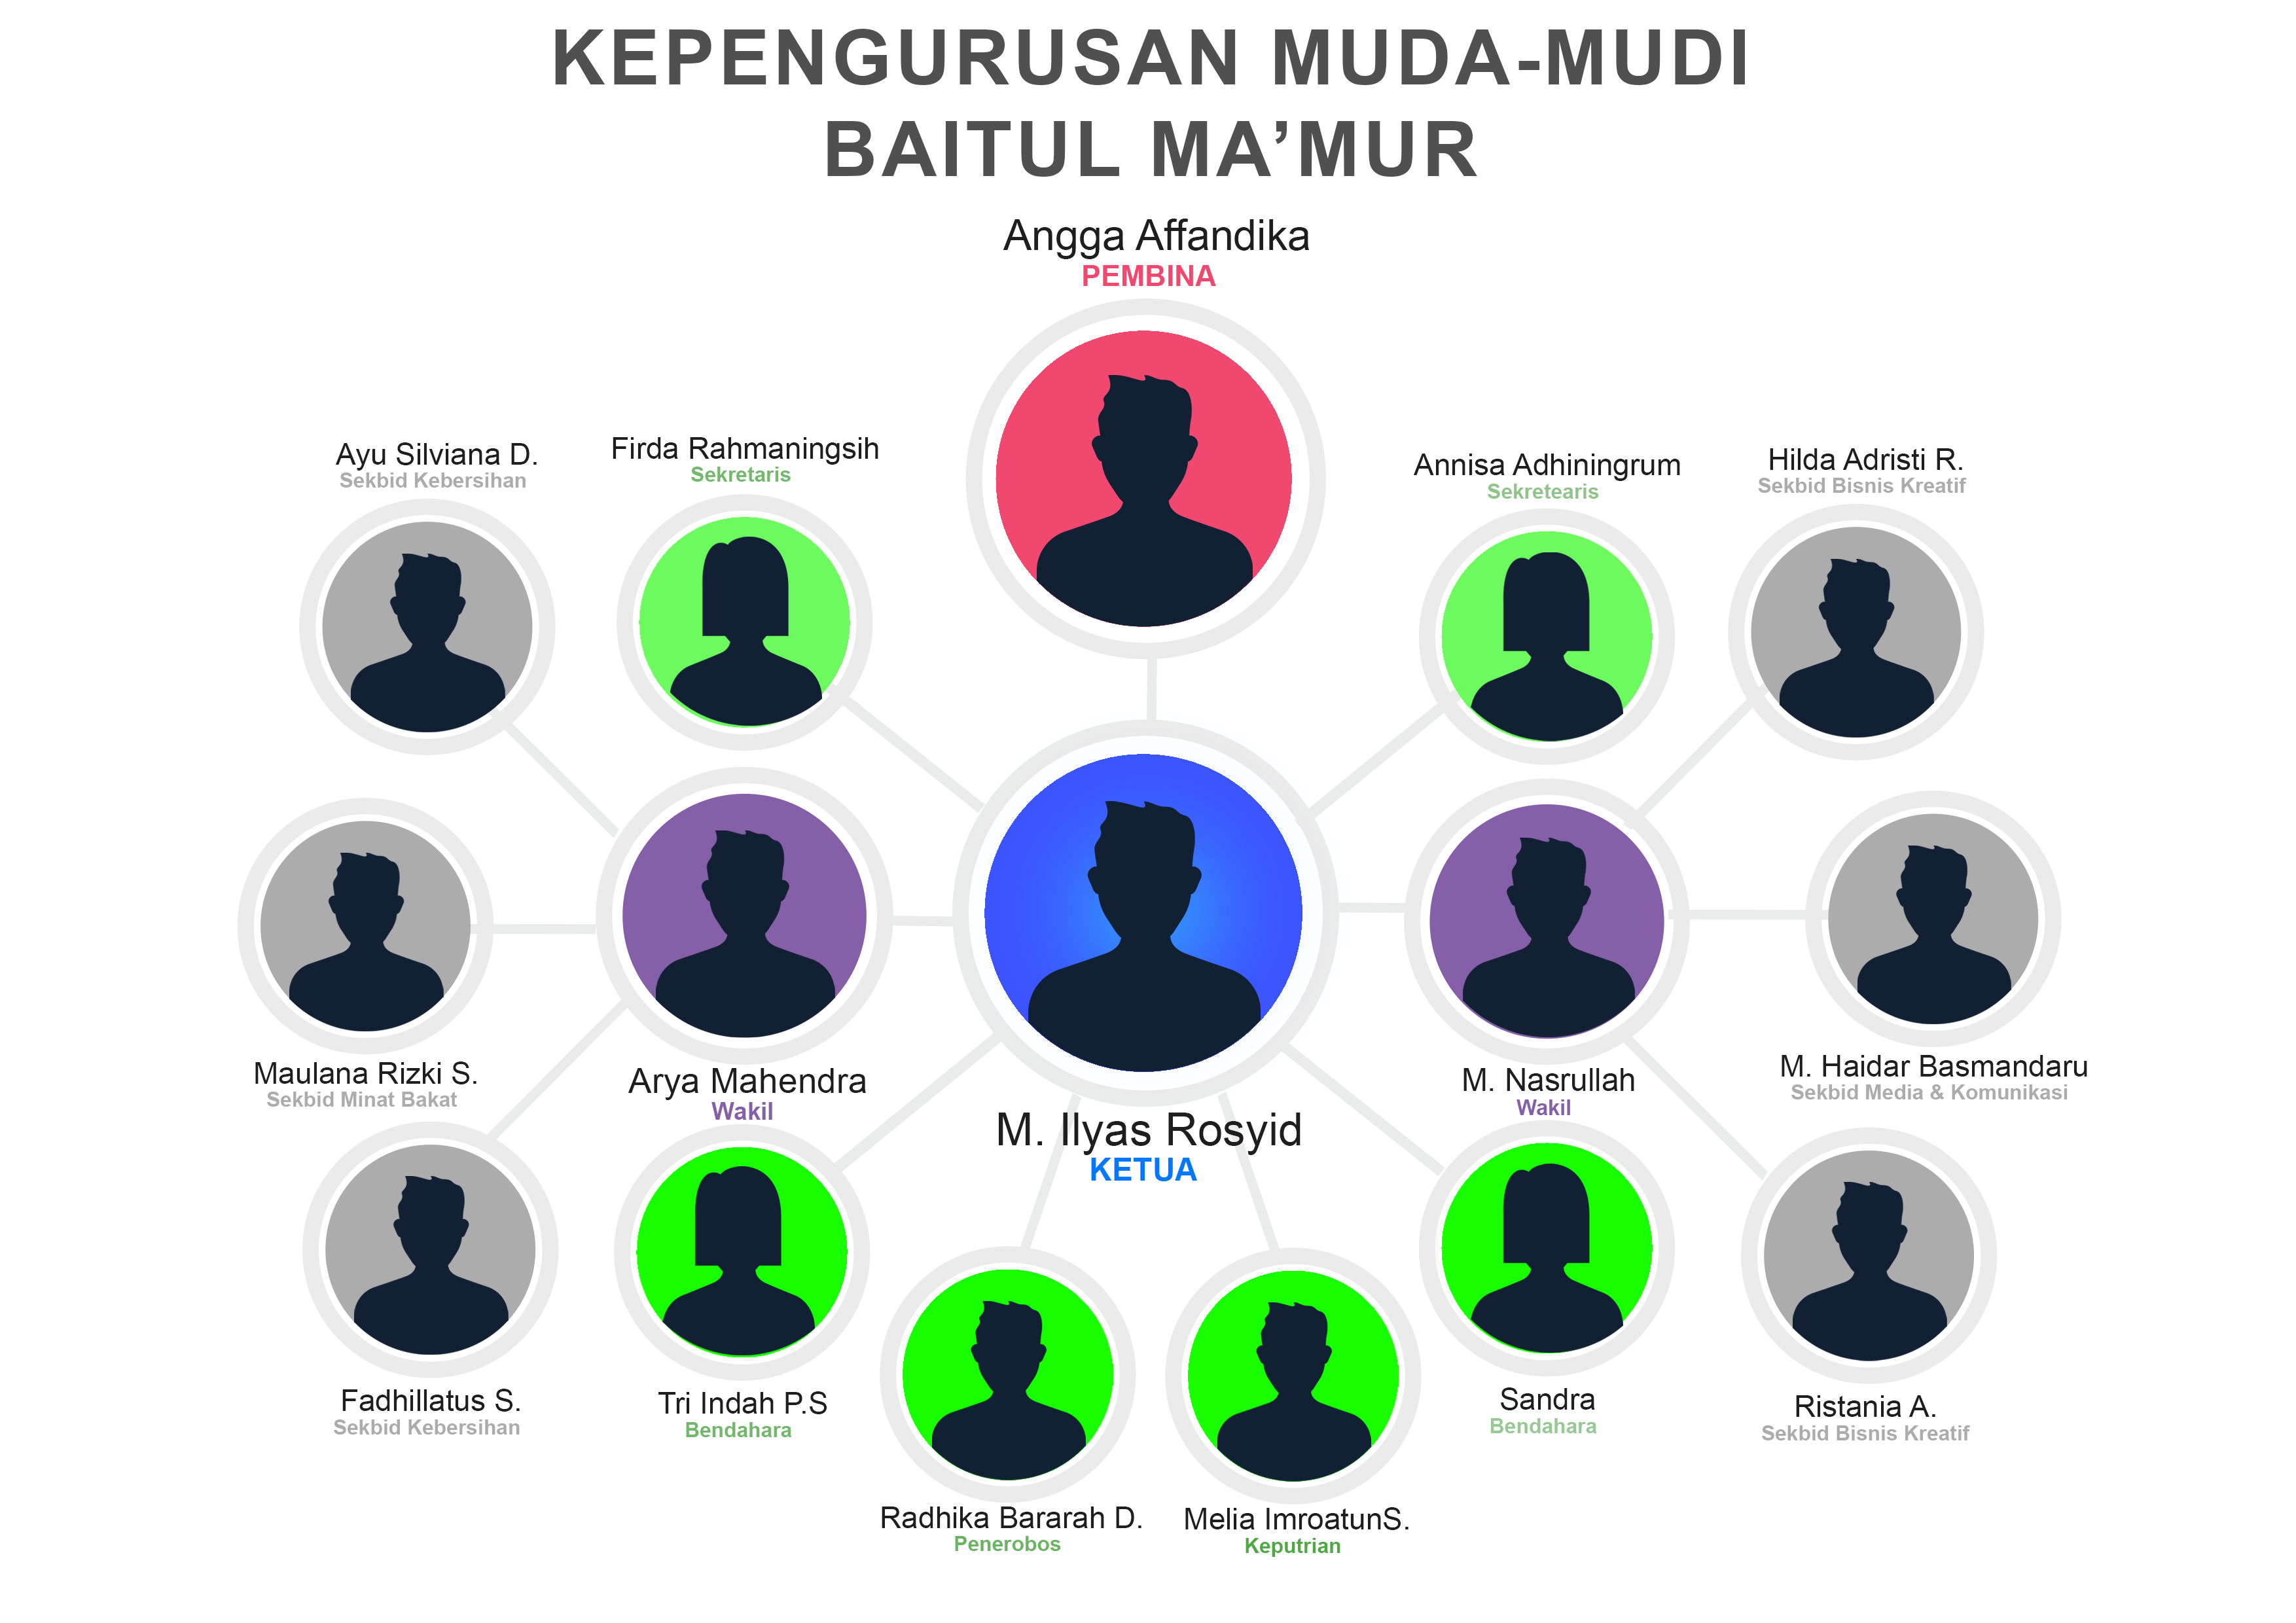 KEPENGURUSAN MUDA-MUDI
BAITUL MA’MUR
Angga Affandika
PEMBINA
Ayu Silviana D.
Sekbid Kebersihan
Firda Rahmaningsih
Sekretaris
Annisa Adhiningrum
Sekretearis
Hilda Adristi R.
Sekbid Bisnis Kreatif
Maulana Rizki S.
Sekbid Minat Bakat
Arya Mahendra
Wakil
M. Ilyas Rosyid
KETUA
M. Nasrullah
Wakil
M. Haidar Basmandaru
Sekbid Media & Komunikasi
Fadhillatus S.
Sekbid Kebersihan
Tri Indah P.S
Bendahara
Sandra
Bendahara
Ristania A.
Sekbid Bisnis Kreatif
Radhika Bararah D.
Penerobos
Melia ImroatunS.
Keputrian